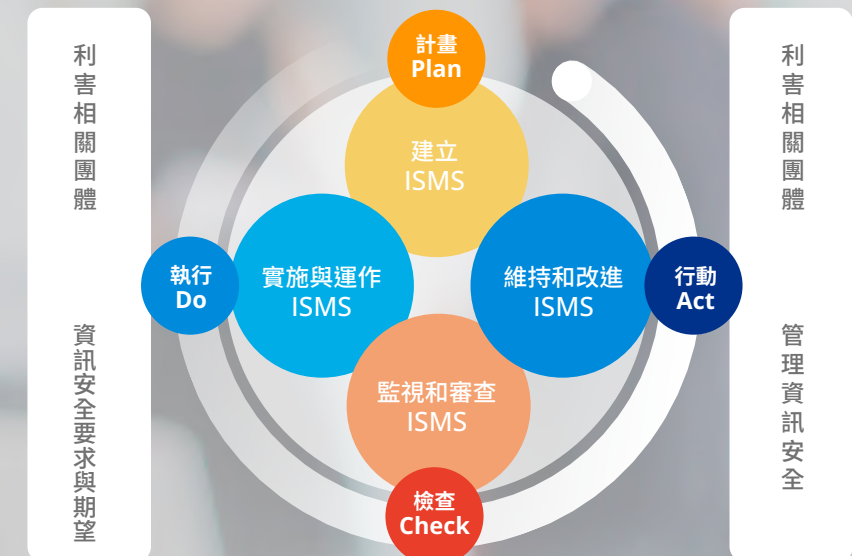 利害相關團體
資訊安全要求與期望
計畫
Plan
建立
ISMS
執行
Do
實施與運作
ISMS
維持和改進
ISMS
行動
Act
監視和審查
ISMS
檢查
Check
利害相關團體
管理資訊安全